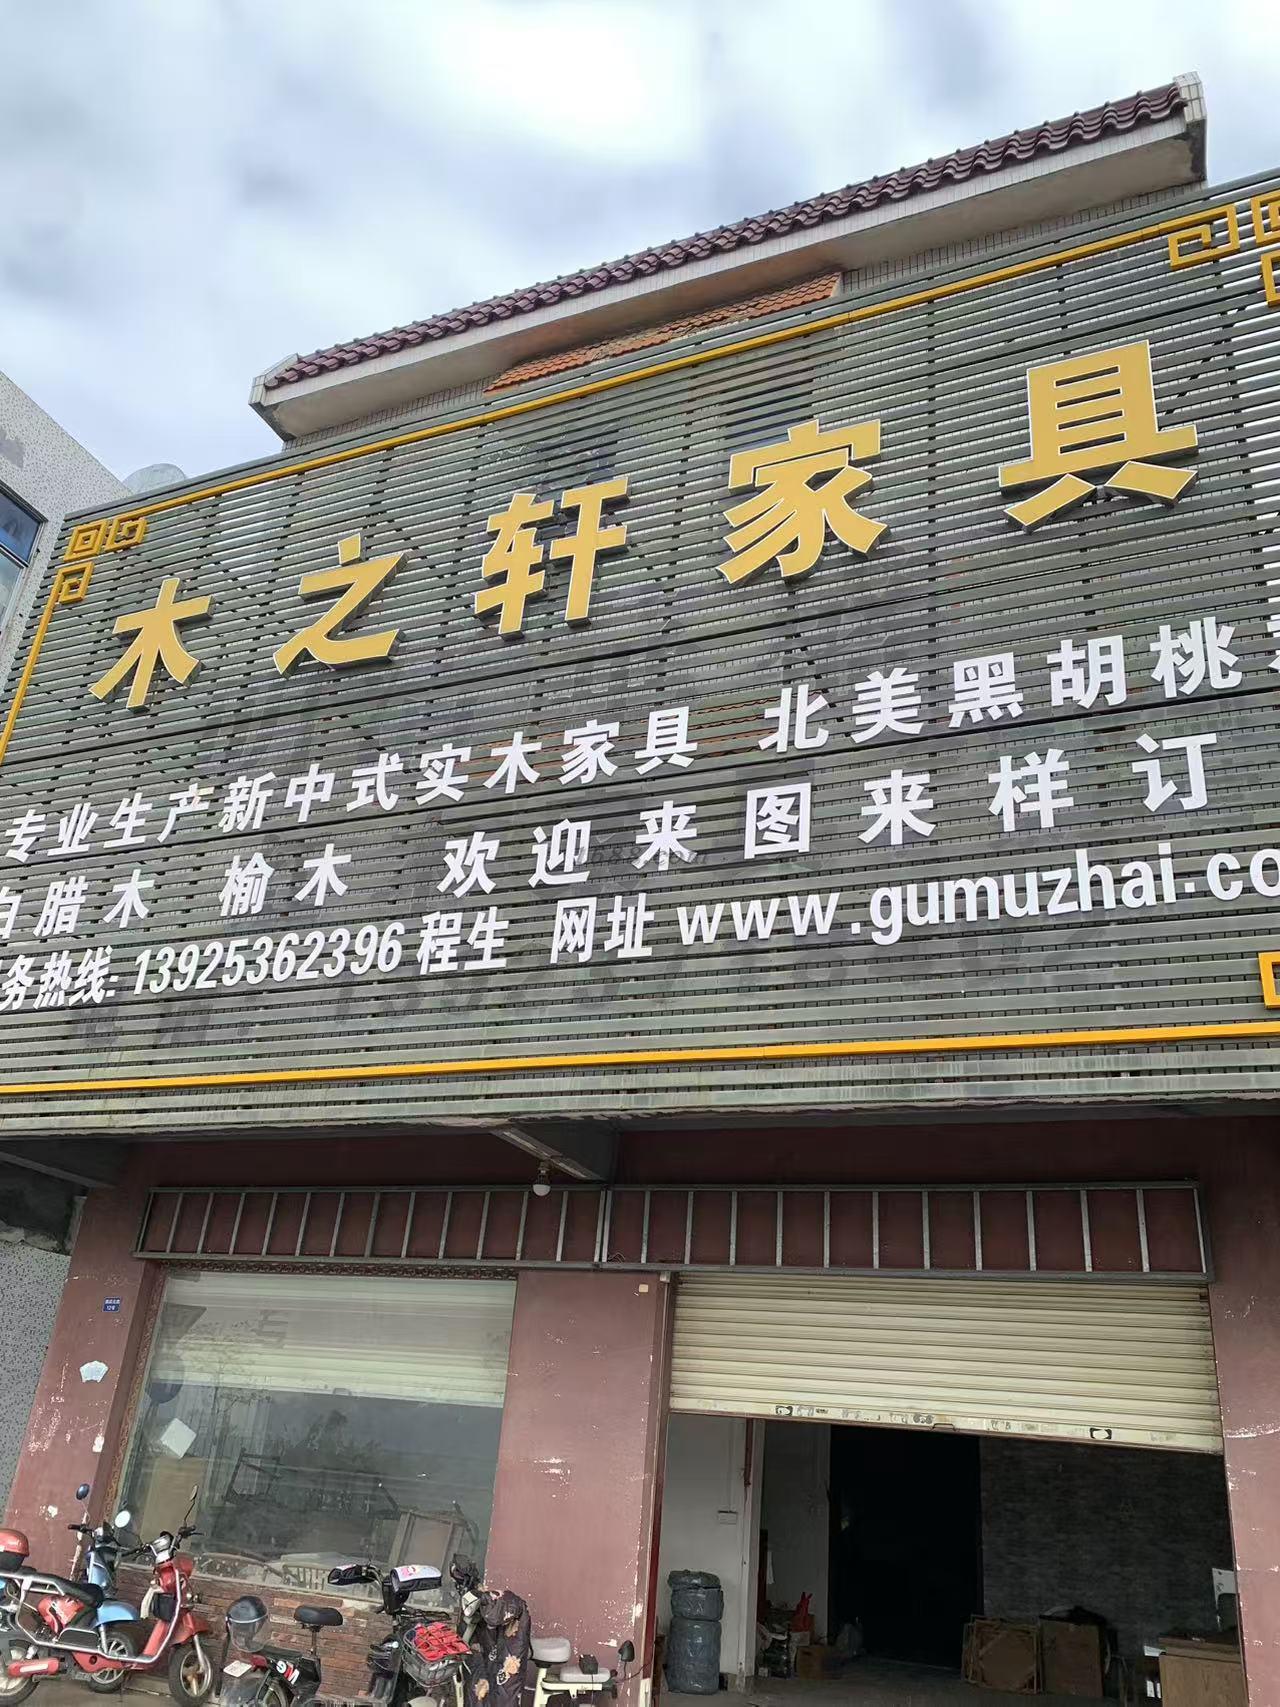 木之轩家具
专业生产新中式实木家具 北美黑胡桃
白腊木 榆木 欢迎来图来样订
务热线: 13925362396 程生 网址 www.gumuzhai.co